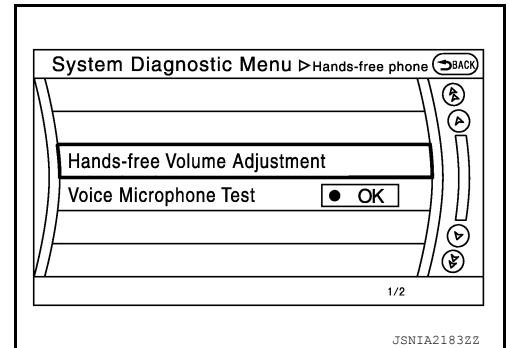 System Diagnostic Menu ▷Hands-free phone BACK
Hands-free Volume Adjustment
Voice Microphone Test ● OK
1/2
JSNIA2183ZZ